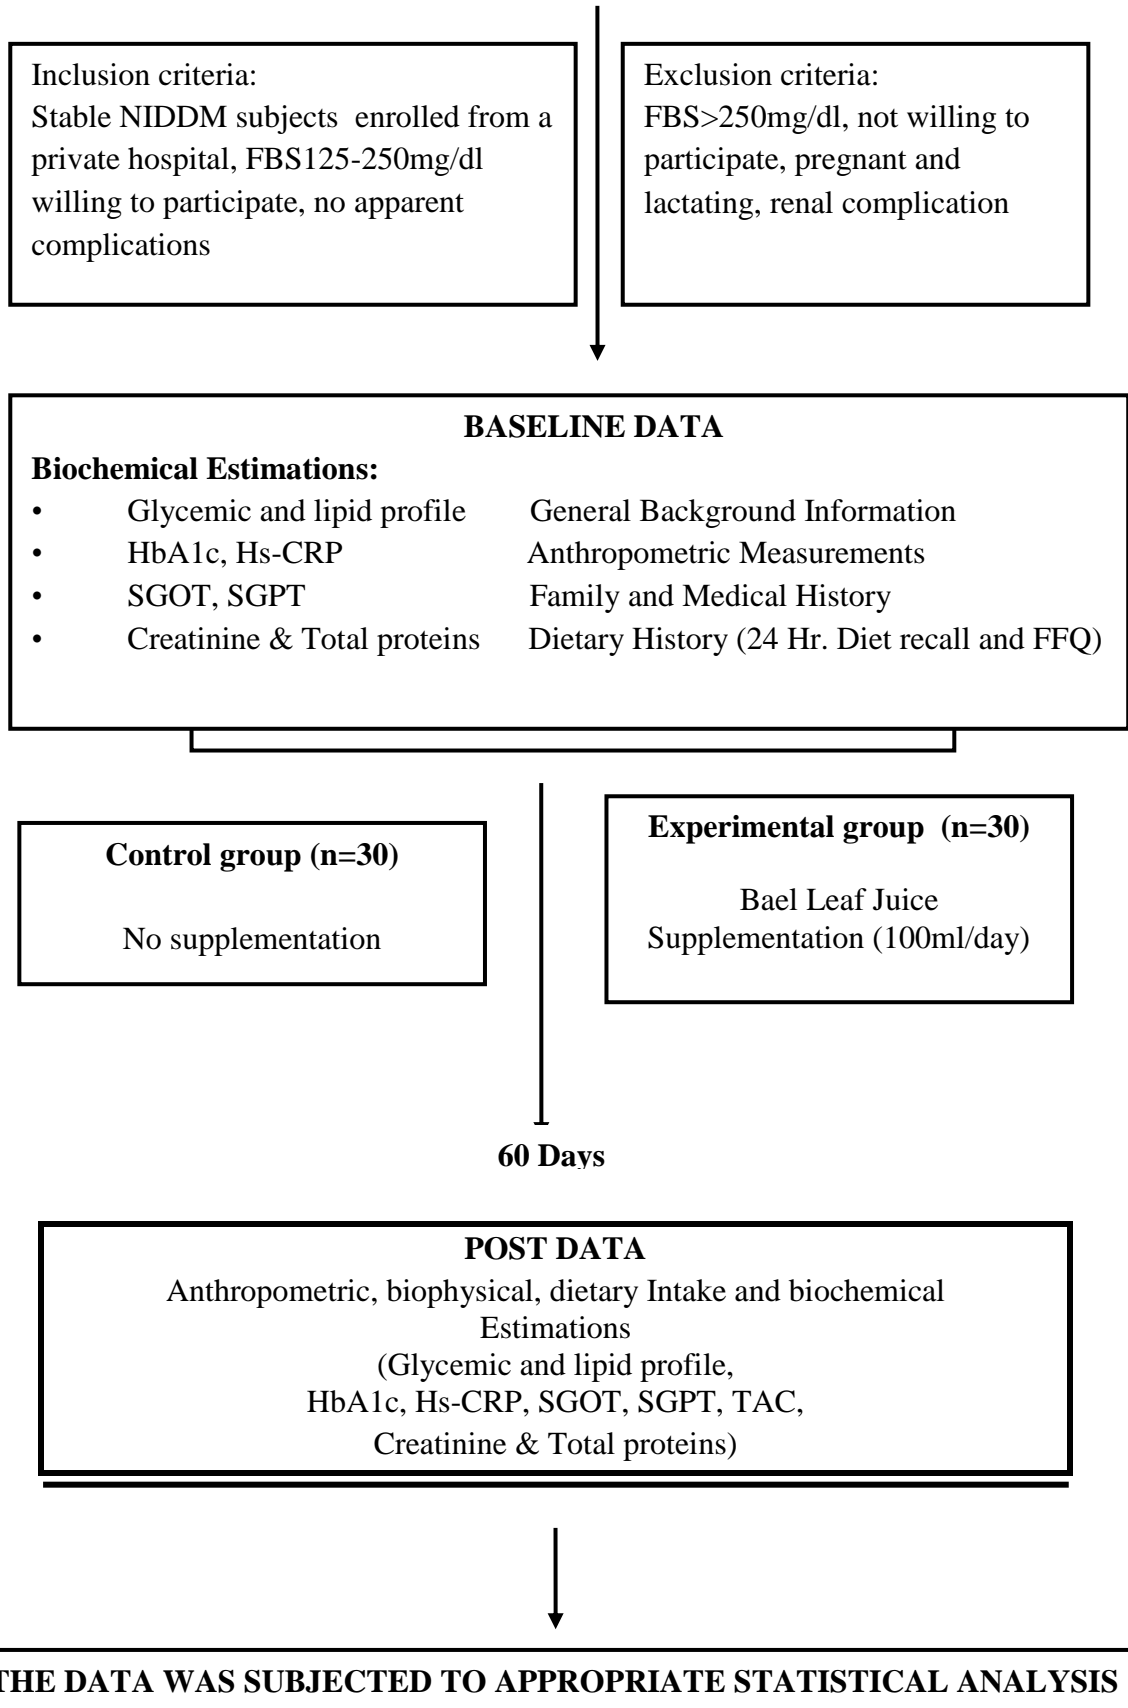 Inclusion criteria:
Stable NIDDM subjects enrolled from a
private hospital, FBS125-250mg/dl
willing to participate, no apparent
complications
Exclusion criteria:
FBS>250mg/dl, not willing to
participate, pregnant and
lactating, renal complication
BASELINE DATA
Biochemical Estimations:
• Glycemic and lipid profile General Background Information
• HbA1c, Hs-CRP Anthropometric Measurements
• SGOT, SGPT Family and Medical History
• Creatinine & Total proteins Dietary History (24 Hr. Diet recall and FFQ)
Control group (n=30)
No supplementation
Experimental group (n=30)
Bael Leaf Juice
Supplementation (100ml/day)
60 Days
POST DATA
Anthropometric, biophysical, dietary Intake and biochemical
Estimations
(Glycemic and lipid profile,
HbA1c, Hs-CRP, SGOT, SGPT, TAC,
Creatinine & Total proteins)
THE DATA WAS SUBJECTED TO APPROPRIATE STATISTICAL ANALYSIS